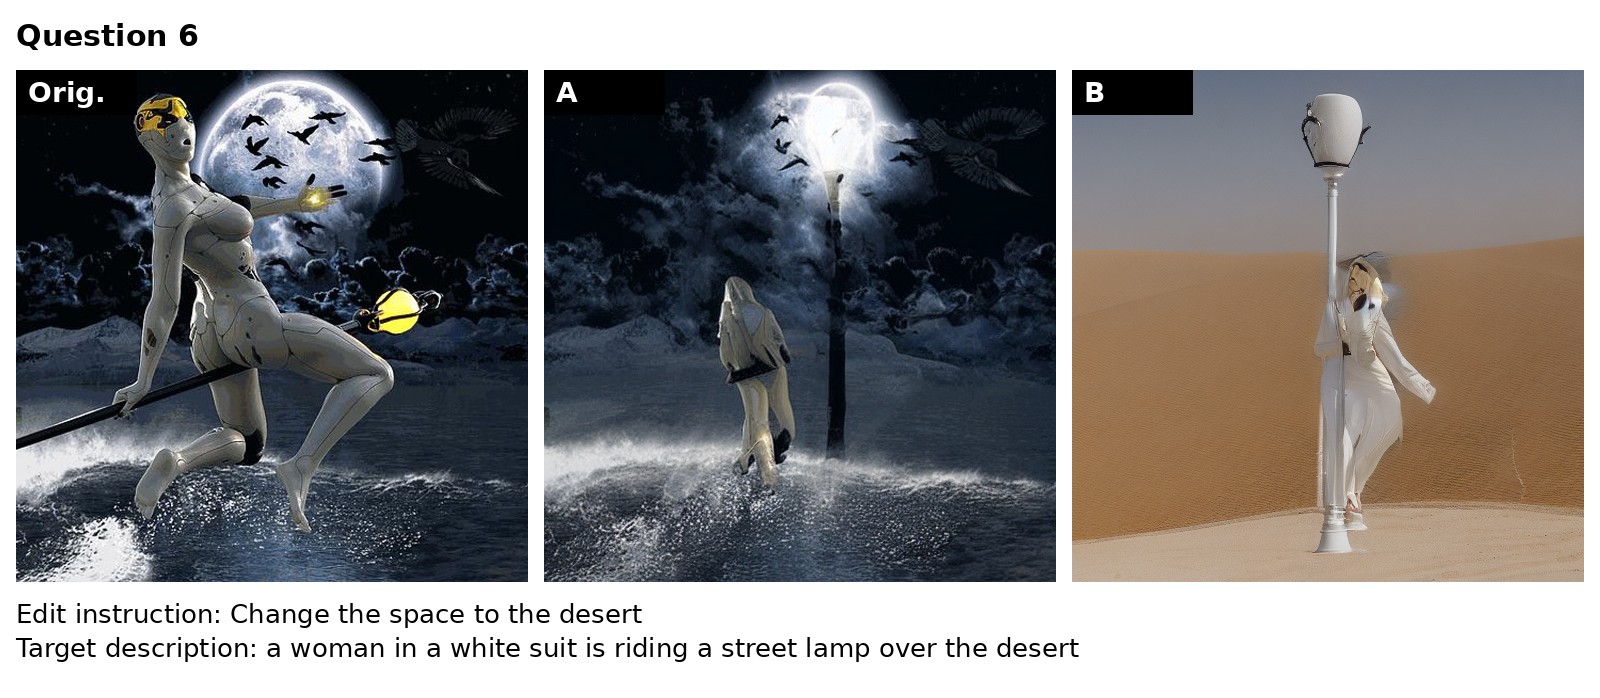 Question 6
Orig.
A
B
Edit instruction: Change the space to the desert
Target description: a woman in a white suit is riding a street lamp over the desert